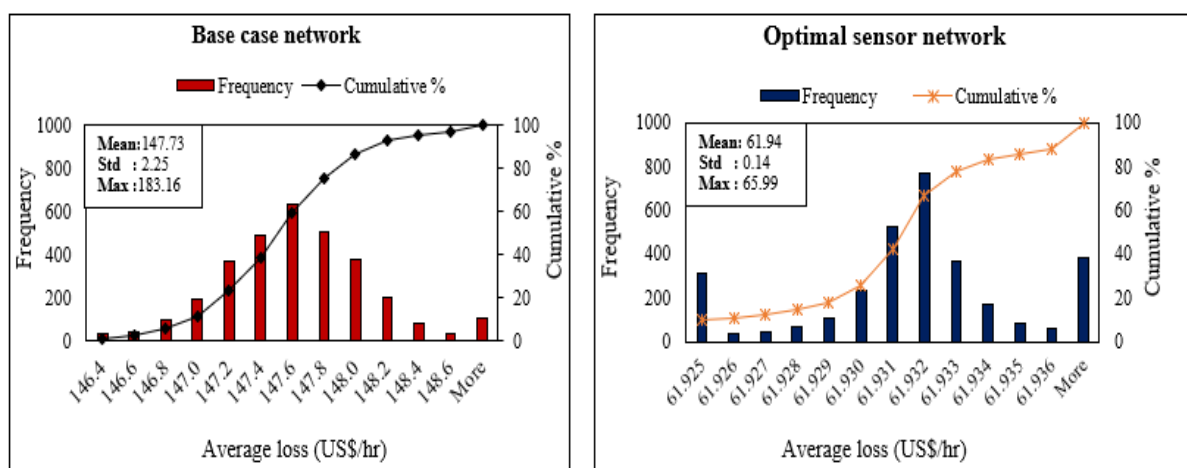 Base case network
Frequency Cumulative %
Mean: 147.73
Std : 2.25
Max : 183.16
1000
800
600
400
200
0
100
80
60
40
20
0
Frequency
Cumulative %
146.4 146.6 146.8 147.0 147.2 147.4 147.6 147.8 148.0 148.2 148.4 148.6 More
Average loss (US$/hr)
Optimal sensor network
Frequency Cumulative %
Mean: 61.94
Std : 0.14
Max : 65.99
1000
800
600
400
200
0
100
80
60
40
20
0
Frequency
Cumulative %
61.925 61.926 61.927 61.928 61.929 61.930 61.931 61.932 61.933 61.934 61.935 61.936 More
Average loss (US$/hr)